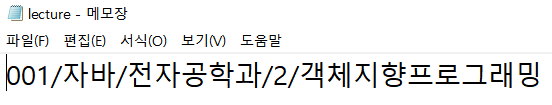 lecture - 메모장
파일(F) 편집(E) 서식(O) 보기(V) 도움말
001/자바/전자공학과/2/객체지향프로그래밍